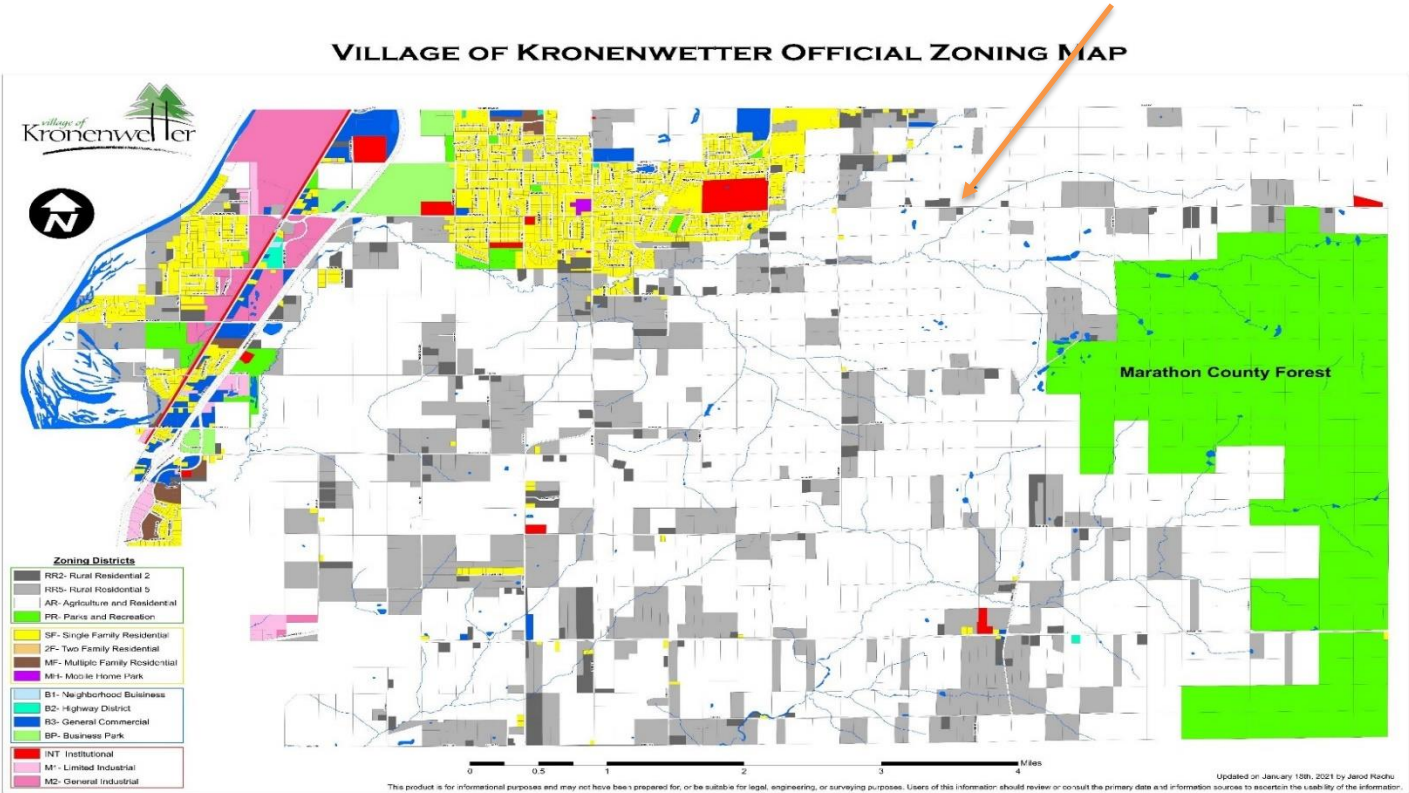 VILLAGE OF KRONENWETTER OFFICIAL ZONING MAP
village of
Kronenwetter
N
Marathon County Forest
Zoning Districts
RR2- Rural Residential 2
RR5- Rural Residential 5
AR- Agriculture and Residential
PR- Parks and Recreation
SF- Single Family Residential
2F- Two Family Residential
MF- Multiple Family Residential
MH- Mobile Home Park
B1- Neighborhood Buisiness
B2- Highway District
B3- General Commercial
BP- Business Park
INT Institutional
M1- Limited Industrial
M2- General Industrial
0 0.5 1 2 3 4 Miles
Updated on January 18th, 2021 by Jarod Rachu
This product is for informational purposes and may not have been prepared for, or be suitable for legal, engineering, or surveying purposes. Users of this information should review or consult the primary data and information sources to ascertain the usability of the information.